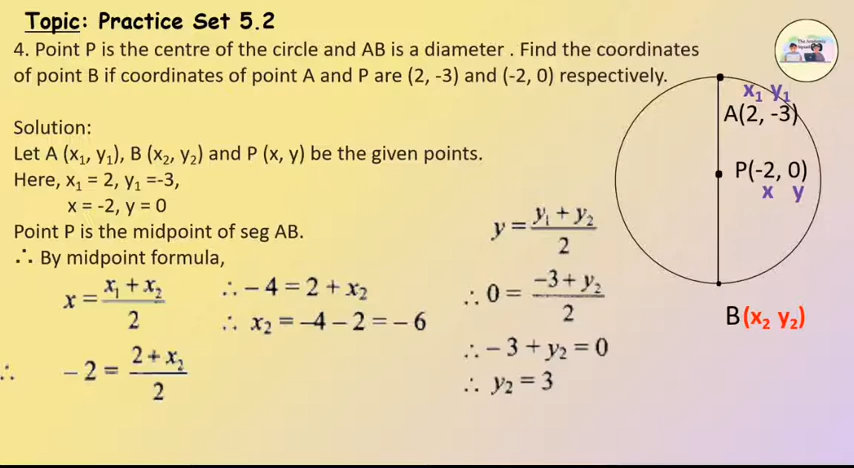 Topic: Practice Set 5.2
4. Point P is the centre of the circle and AB is a diameter . Find the coordinates
of point B if coordinates of point A and P are (2, -3) and (-2, 0) respectively.
Solution:
Let A (x₁, y₁), B (x₂, y₂) and P (x, y) be the given points.
Here, x₁ = 2, y₁ =-3,
x = -2, y = 0
Point P is the midpoint of seg AB.
∴ By midpoint formula,
x = (x₁ + x₂)/2
∴ -2 = (2 + x₂)/2
∴ – 4 = 2 + x₂
∴ x₂ = –4 – 2 = – 6
y = (y₁ + y₂)/2
∴ 0 = (–3 + y₂)/2
∴ – 3 + y₂ = 0
∴ y₂ = 3
x₁ y₁
A(2, -3)
P(-2, 0)
x y
B (x₂ y₂)